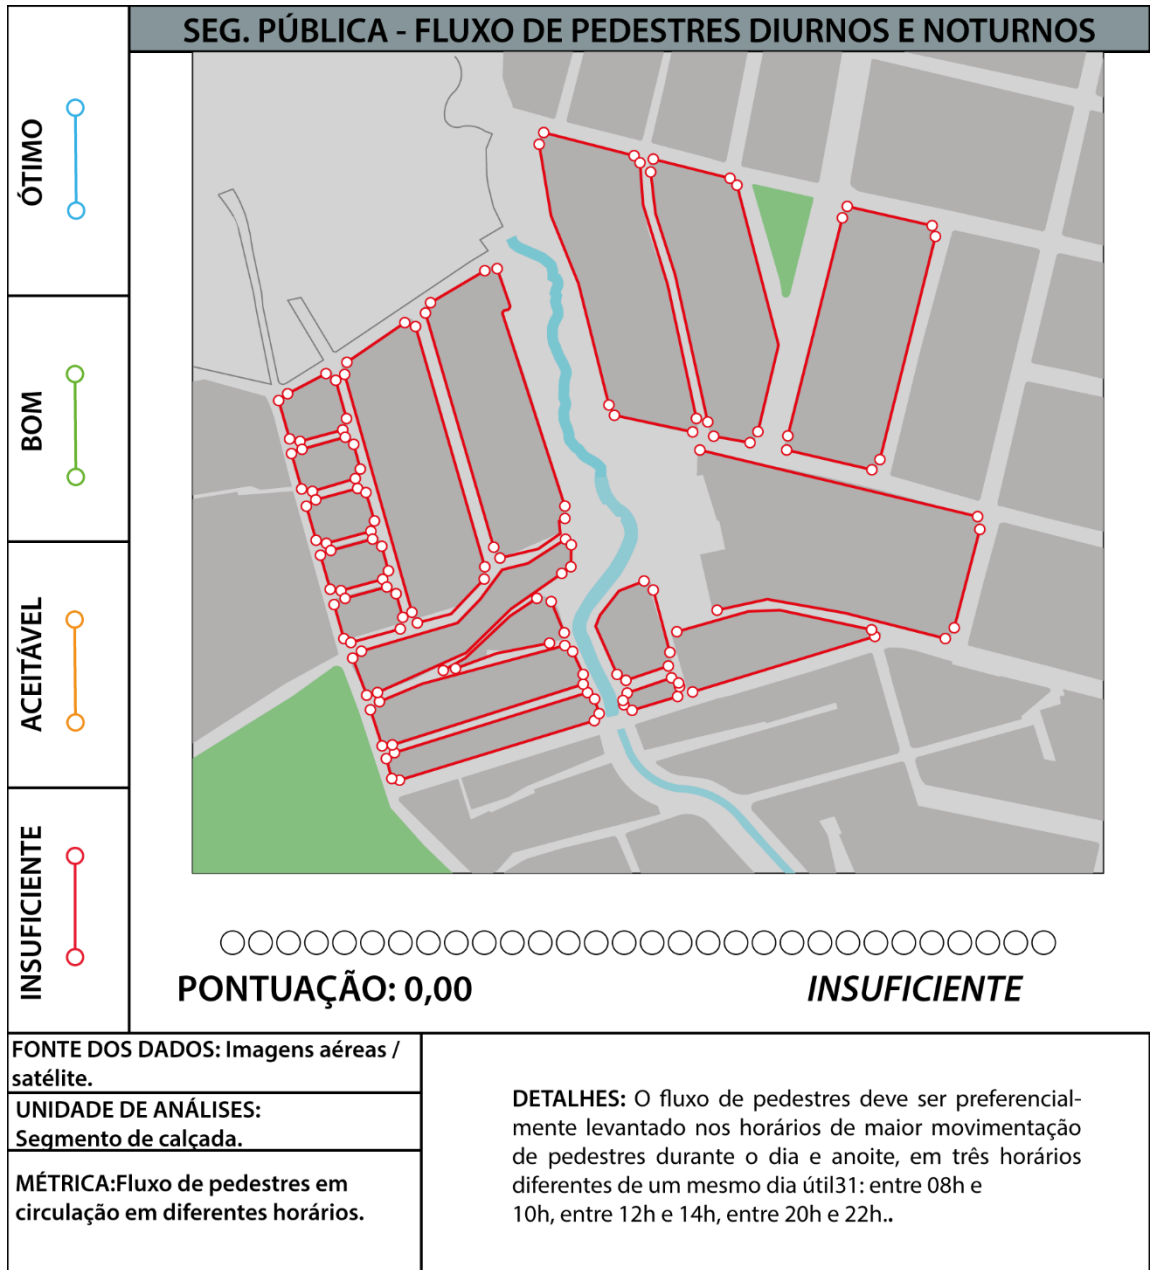 SEG. PÚBLICA - FLUXO DE PEDESTRES DIURNOS E NOTURNOS
ÓTIMO
BOM
ACEITÁVEL
INSUFICIENTE
PONTUAÇÃO: 0,00
INSUFICIENTE
FONTE DOS DADOS: Imagens aéreas /
satélite.
UNIDADE DE ANÁLISES:
Segmento de calçada.
MÉTRICA:Fluxo de pedestres em
circulação em diferentes horários.
DETALHES: O fluxo de pedestres deve ser preferencial-
mente levantado nos horários de maior movimentação
de pedestres durante o dia e anoite, em três horários
diferentes de um mesmo dia útil31: entre 08h e
10h, entre 12h e 14h, entre 20h e 22h..